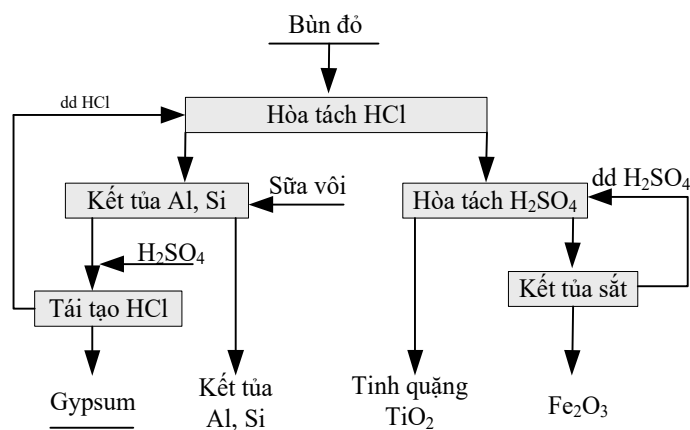 Bùn đỏ
dd HCl
Hòa tách HCl
Kết tủa Al, Si
Sữa vôi
Hòa tách H₂SO₄
dd H₂SO₄
H₂SO₄
Tái tạo HCl
Kết tủa sắt
Gypsum
Kết tủa
Al, Si
Tinh quặng
TiO₂
Fe₂O₃